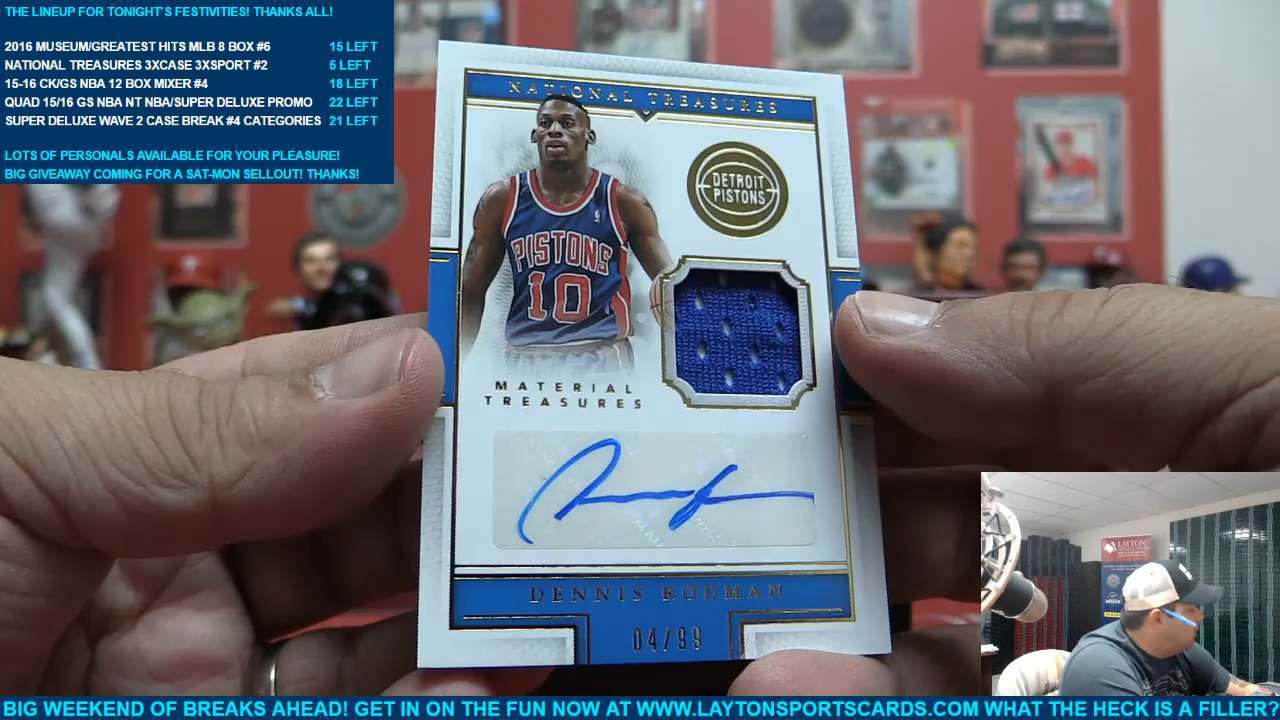 THE LINEUP FOR TONIGHT'S FESTIVITIES! THANKS ALL!
2016 MUSEUM/GREATEST HITS MLB 8 BOX #6 15 LEFT
NATIONAL TREASURES 3XCASE 3XSPORT #2 5 LEFT
15-16 CK/GS NBA 12 BOX MIXER #4 18 LEFT
QUAD 15/16 GS NBA NT NBA/SUPER DELUXE PROMO 22 LEFT
SUPER DELUXE WAVE 2 CASE BREAK #4 CATEGORIES 21 LEFT
LOTS OF PERSONALS AVAILABLE FOR YOUR PLEASURE!
BIG GIVEAWAY COMING FOR A SAT-MON SELLOUT! THANKS!
NATIONAL TREASURES
DETROIT
PISTONS
PISTONS
10
MATERIAL
TREASURES
DENNIS RODMAN
04/99
LAYTON
BIG WEEKEND OF BREAKS AHEAD! GET IN ON THE FUN NOW AT WWW.LAYTONSPORTSCARDS.COM WHAT THE HECK IS A FILLER?